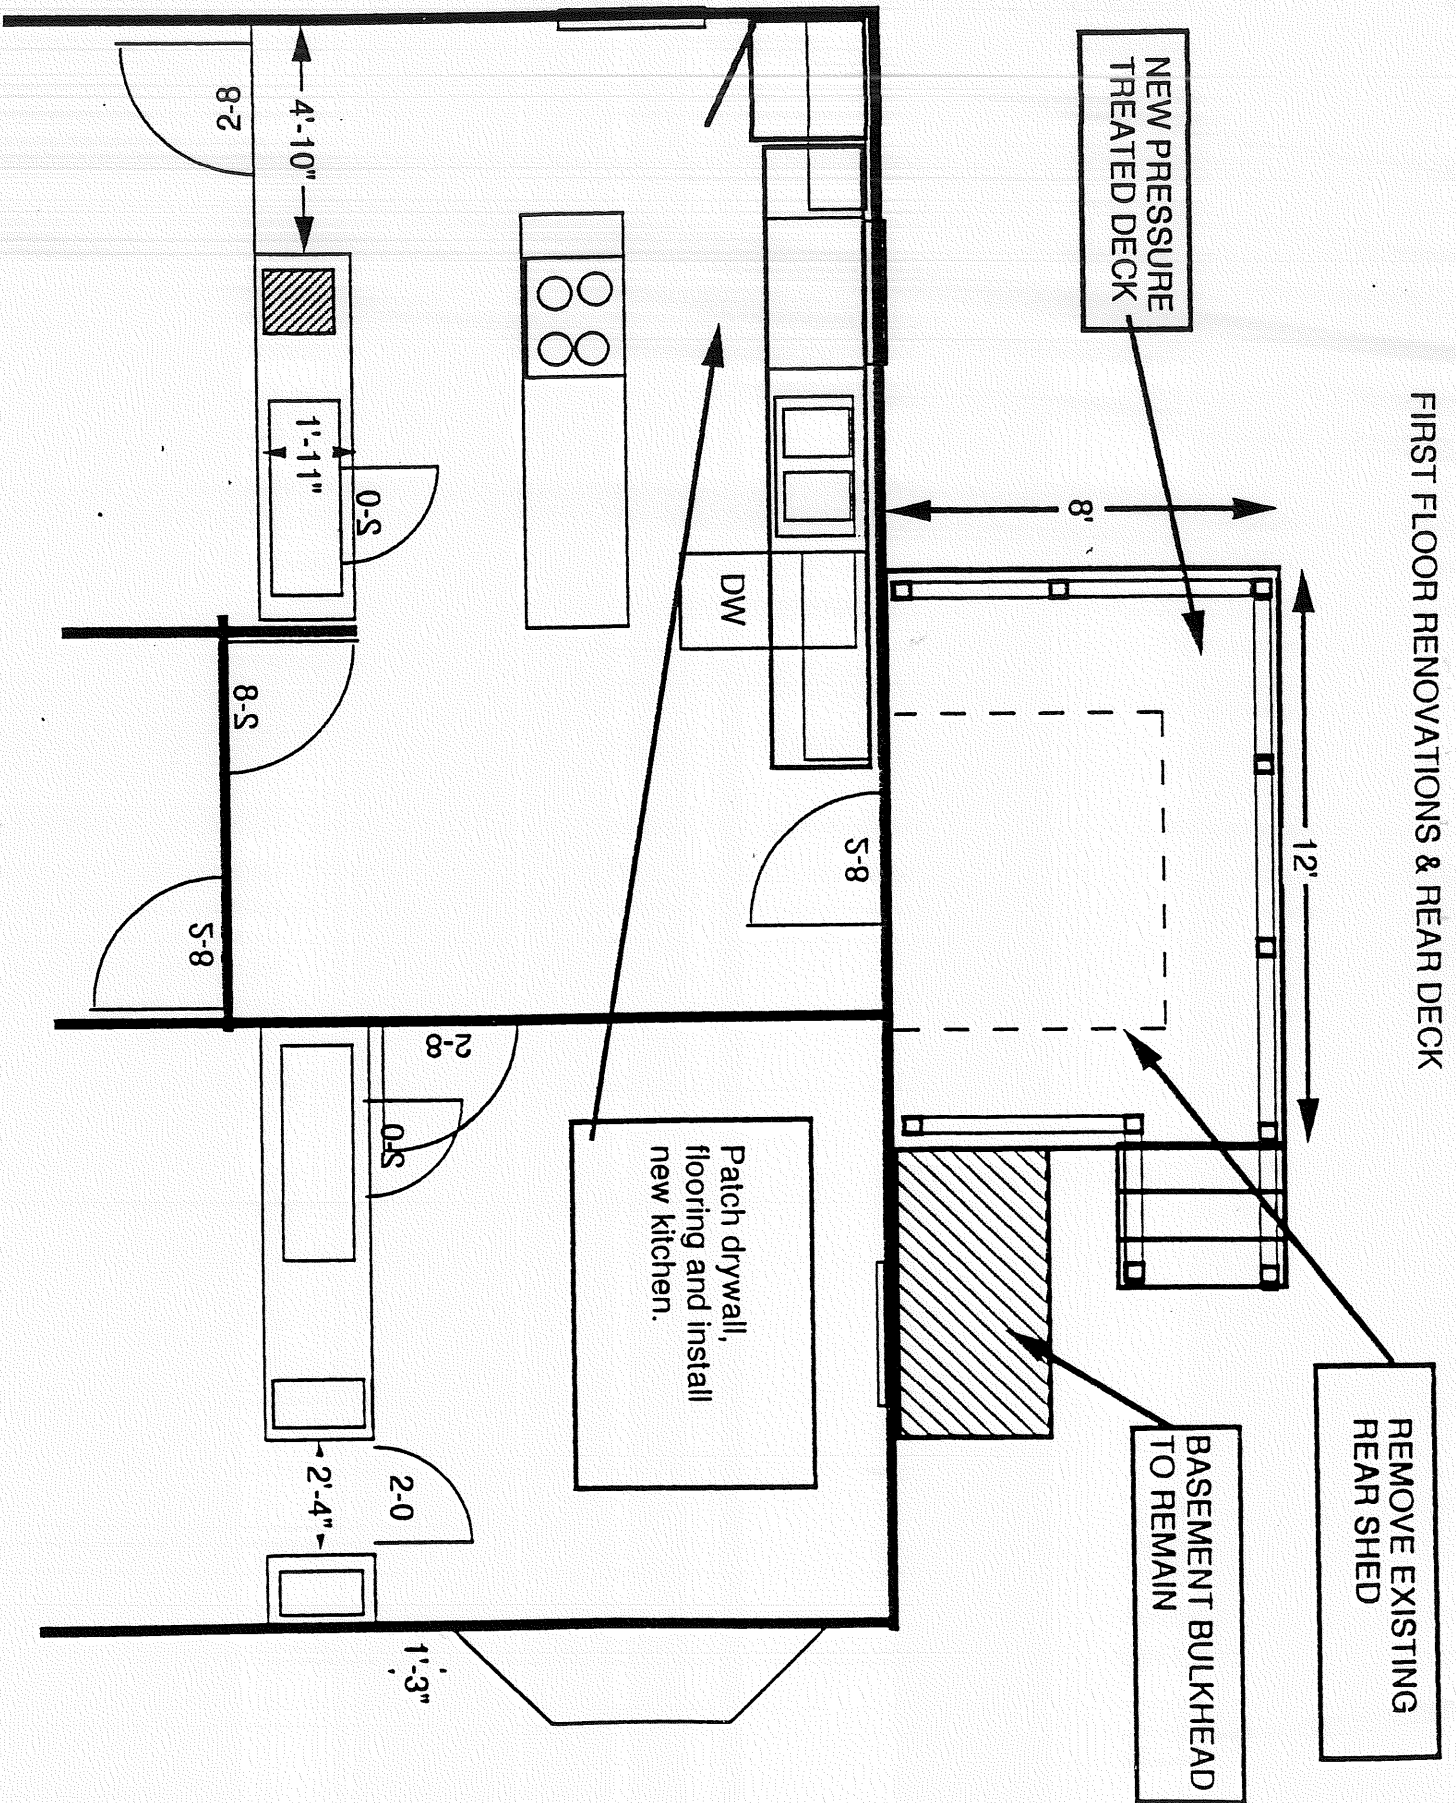 FIRST FLOOR RENOVATIONS & REAR DECK
NEW PRESSURE
TREATED DECK
12'
8'
REMOVE EXISTING
REAR SHED
BASEMENT BULKHEAD
TO REMAIN
2-8
DW
Patch drywall,
flooring and install
new kitchen.
4'-10"
2-8
1'-11"
2-0
2-8
2-8
2-8
2-0
2-0
2'-4"
1'-3"